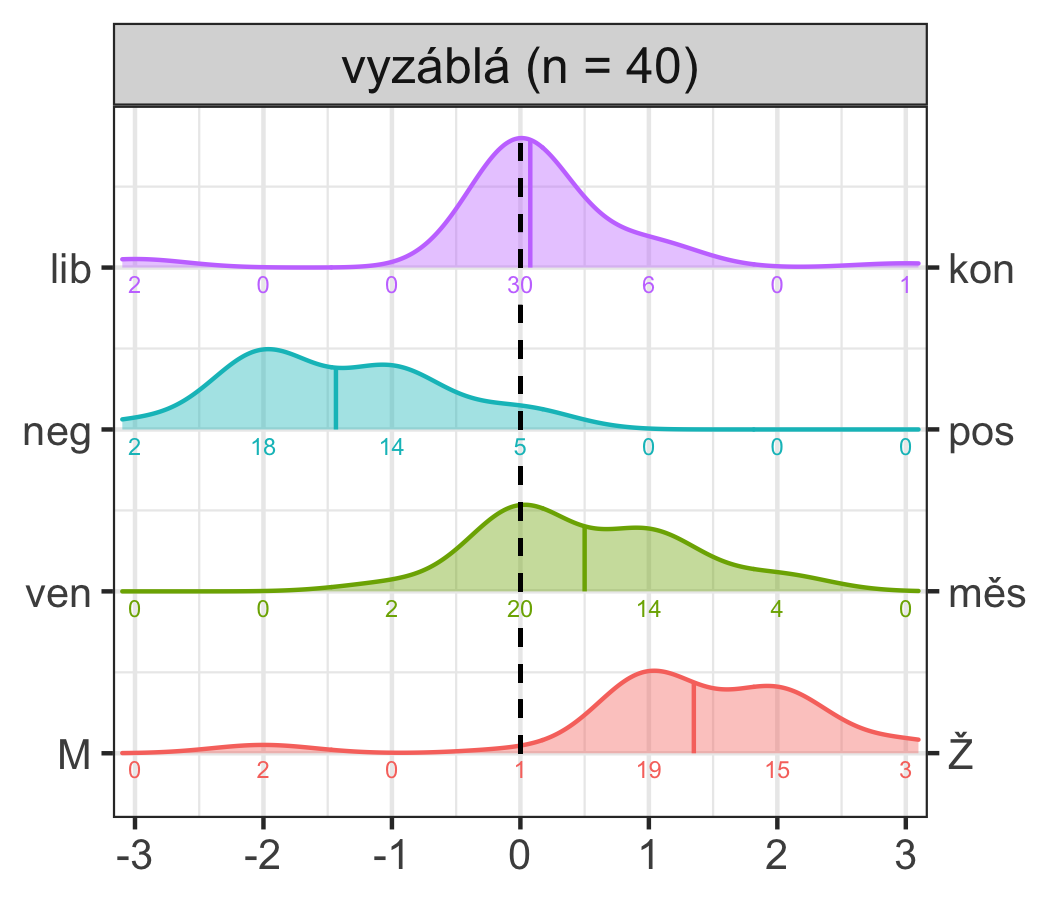 vyzáblá (n = 40)
lib kon
2 0 0 30 6 0 1
neg pos
2 18 14 5 0 0 0
ven měs
0 0 2 20 14 4 0
M Ž
0 2 0 1 19 15 3
-3 -2 -1 0 1 2 3